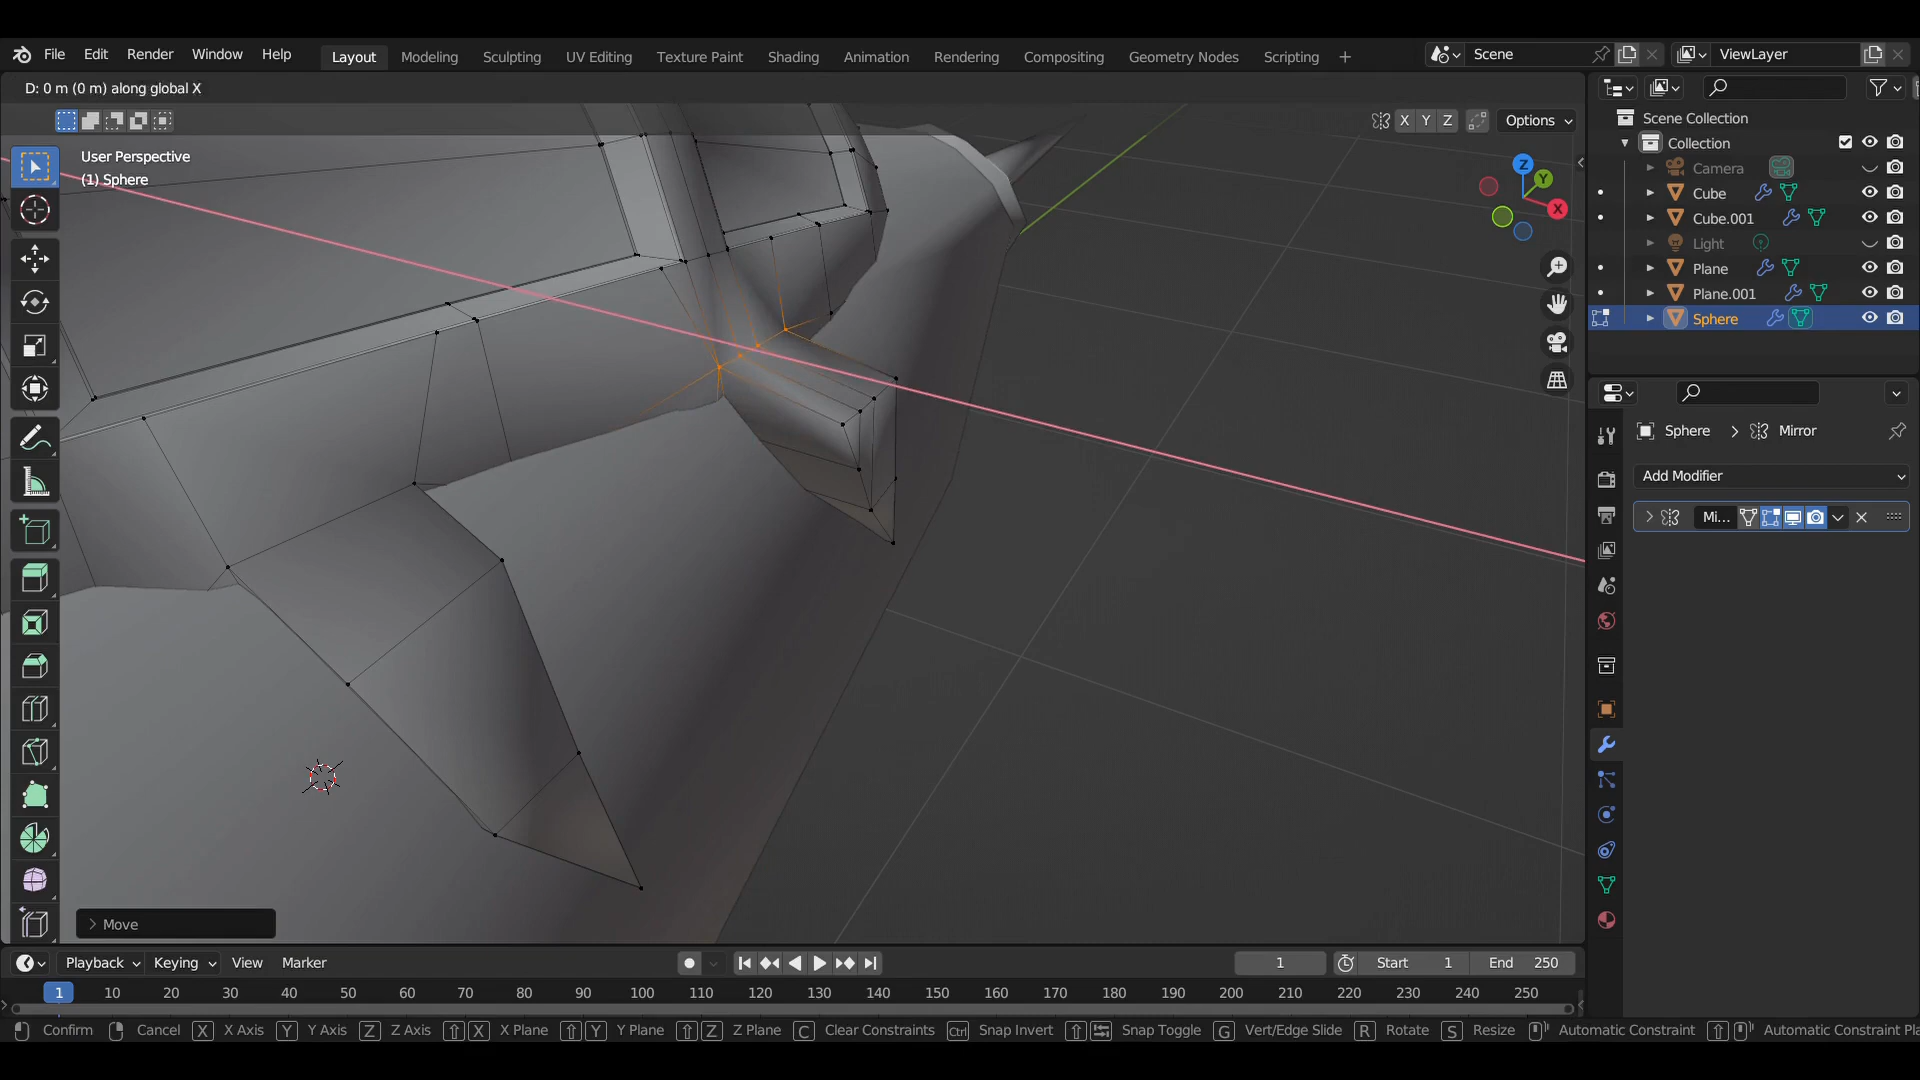 File Edit Render Window Help Layout Modeling Sculpting UV Editing Texture Paint Shading Animation Rendering Compositing Geometry Nodes Scripting + Scene ViewLayer
D: 0 m (0 m) along global X
X Y Z Options
User Perspective
(1) Sphere
Z
Y
X
Scene Collection
Collection
Camera
Cube
Cube.001
Light
Plane
Plane.001
Sphere
Sphere > Mirror
Add Modifier
Mi...
Move
Playback Keying View Marker 1 Start 1 End 250
1 10 20 30 40 50 60 70 80 90 100 110 120 130 140 150 160 170 180 190 200 210 220 230 240 250
Confirm Cancel X X Axis Y Y Axis Z Z Axis X X Plane Y Y Plane Z Z Plane C Clear Constraints Ctrl Snap Invert Snap Toggle G Vert/Edge Slide R Rotate S Resize Automatic Constraint Automatic Constraint Pla